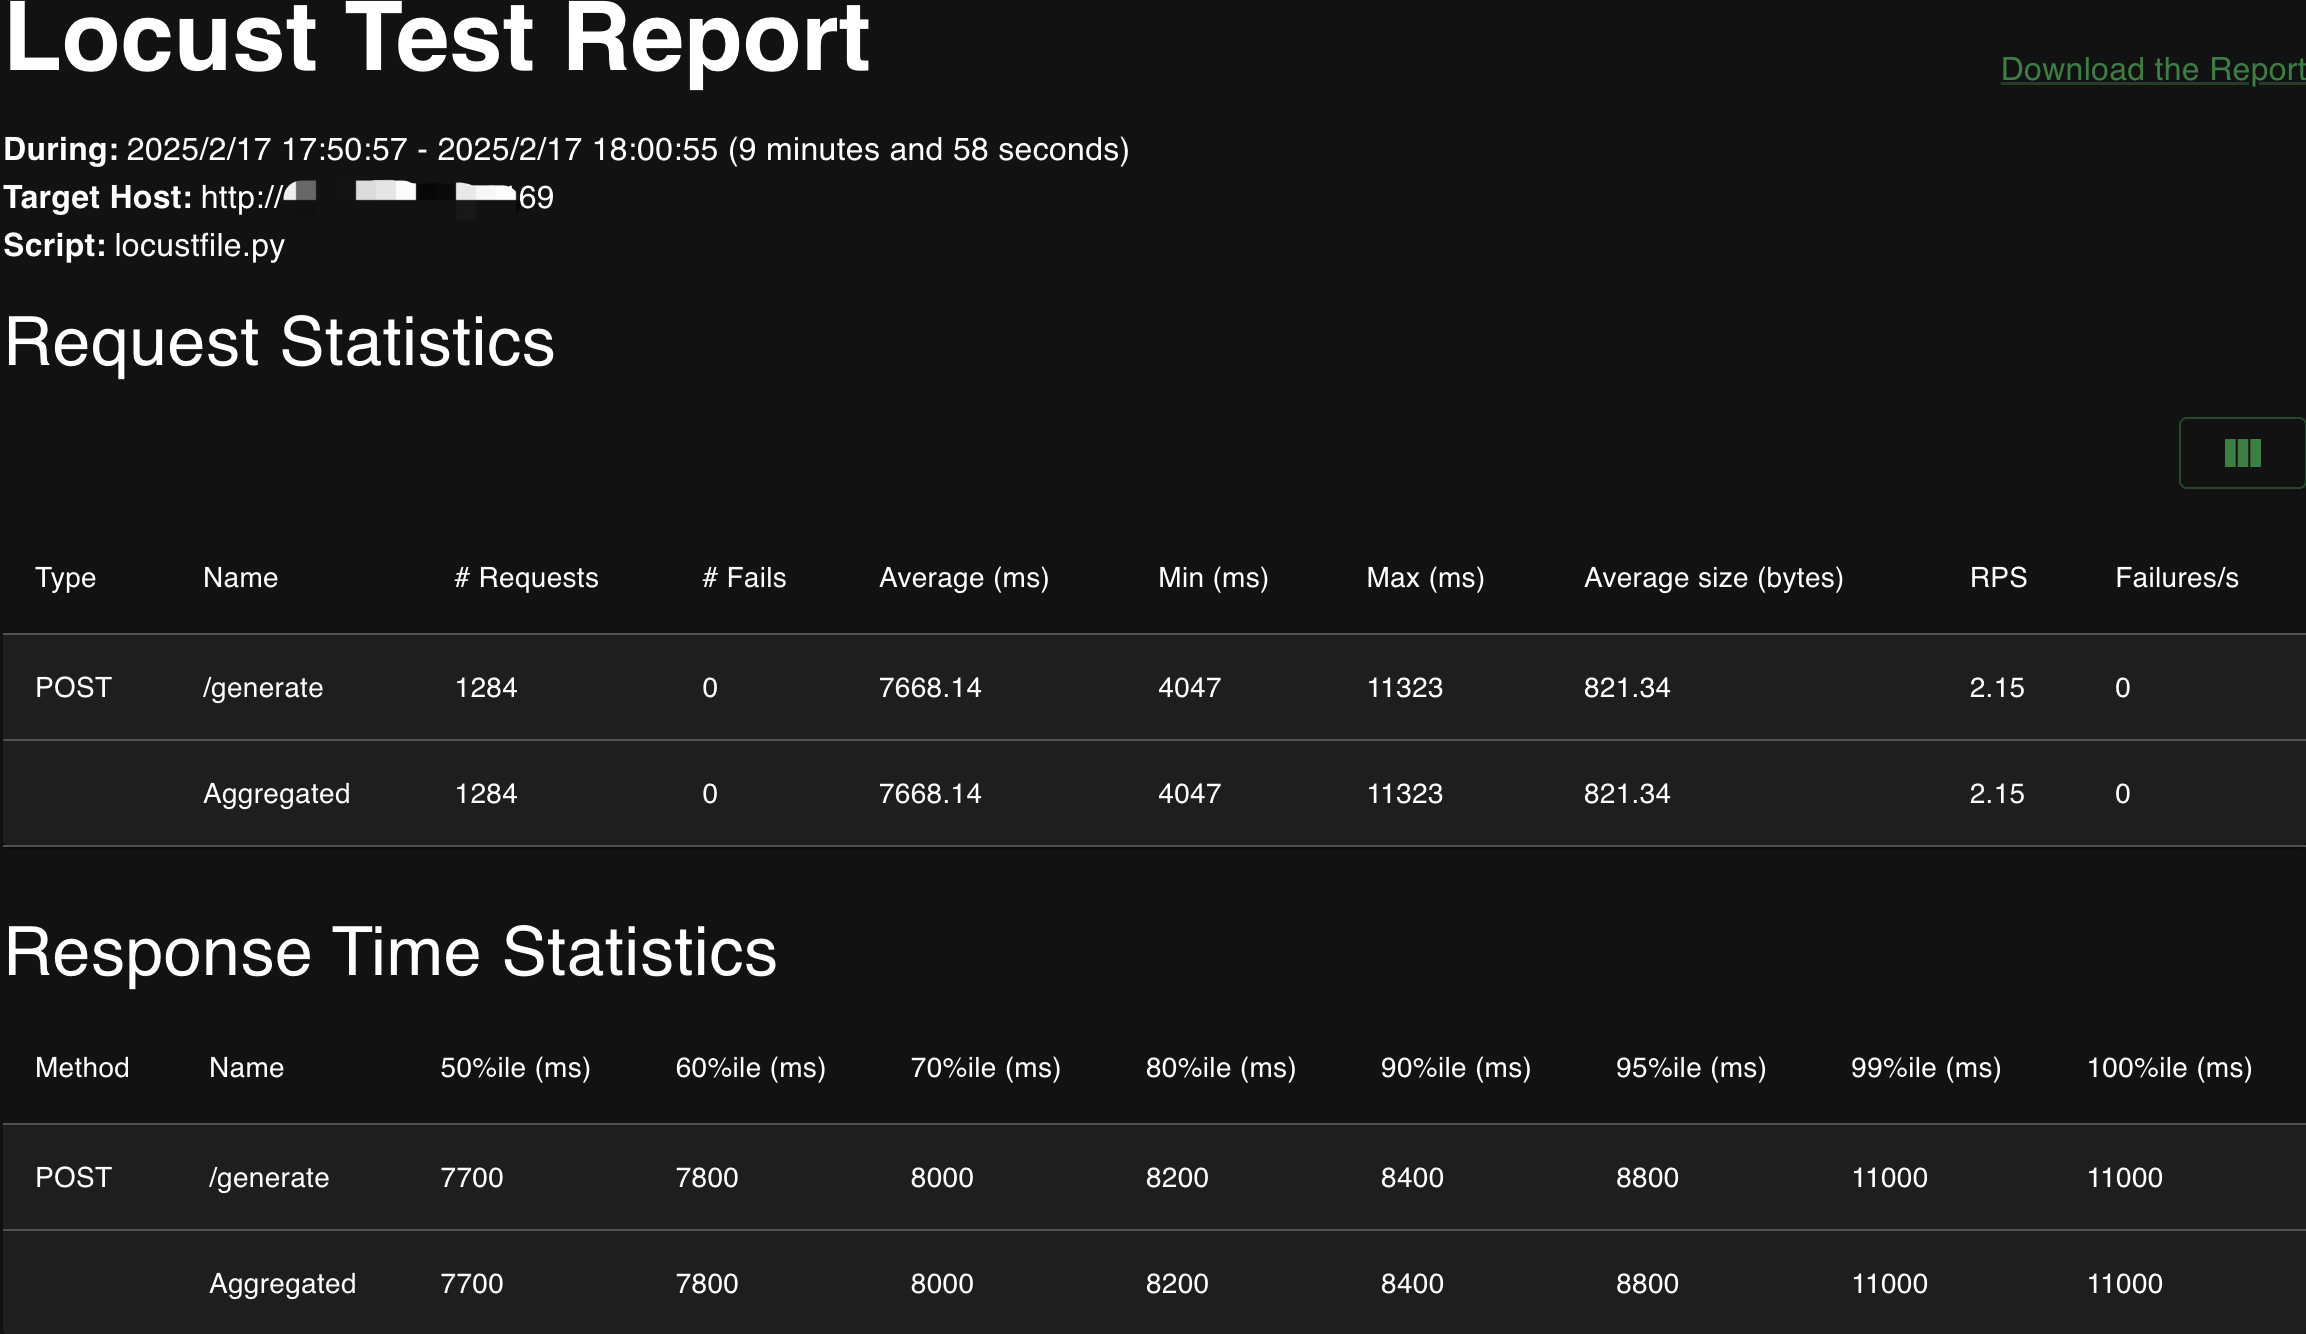 Locust Test Report
Download the Report
During: 2025/2/17 17:50:57 - 2025/2/17 18:00:55 (9 minutes and 58 seconds)
Target Host: http://69
Script: locustfile.py
Request Statistics
Type Name # Requests # Fails Average (ms) Min (ms) Max (ms) Average size (bytes) RPS Failures/s
POST /generate 1284 0 7668.14 4047 11323 821.34 2.15 0
Aggregated 1284 0 7668.14 4047 11323 821.34 2.15 0
Response Time Statistics
Method Name 50%ile (ms) 60%ile (ms) 70%ile (ms) 80%ile (ms) 90%ile (ms) 95%ile (ms) 99%ile (ms) 100%ile (ms)
POST /generate 7700 7800 8000 8200 8400 8800 11000 11000
Aggregated 7700 7800 8000 8200 8400 8800 11000 11000